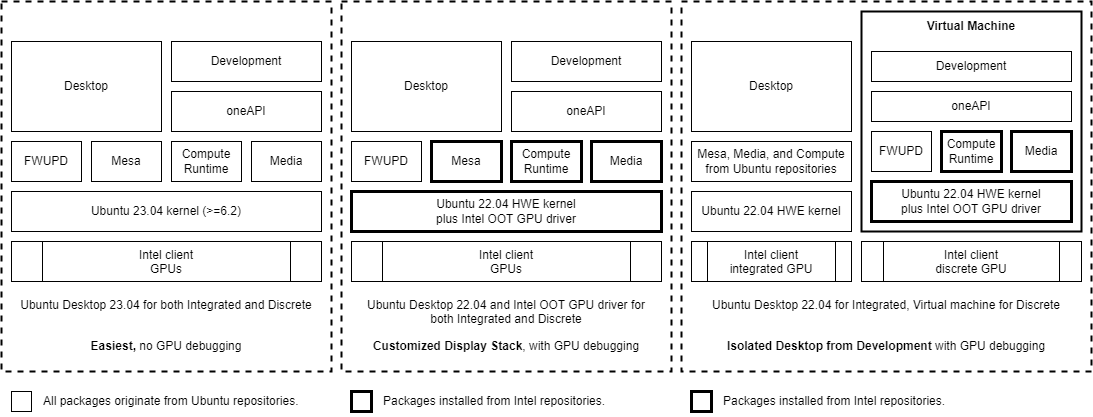 Desktop
Development
oneAPI
FWUPD
Mesa
Compute
Runtime
Media
Ubuntu 23.04 kernel (>=6.2)
Intel client
GPUs
Ubuntu Desktop 23.04 for both Integrated and Discrete
Easiest, no GPU debugging
All packages originate from Ubuntu repositories.
Desktop
Development
oneAPI
FWUPD
Mesa
Compute
Runtime
Media
Ubuntu 22.04 HWE kernel
plus Intel OOT GPU driver
Intel client
GPUs
Ubuntu Desktop 22.04 and Intel OOT GPU driver for
both Integrated and Discrete
Customized Display Stack, with GPU debugging
Packages installed from Intel repositories.
Desktop
Mesa, Media, and Compute
from Ubuntu repositories
Ubuntu 22.04 HWE kernel
Intel client
integrated GPU
Virtual Machine
Development
oneAPI
FWUPD
Compute
Runtime
Media
Ubuntu 22.04 HWE kernel
plus Intel OOT GPU driver
Intel client
discrete GPU
Ubuntu Desktop 22.04 for Integrated, Virtual machine for Discrete
Isolated Desktop from Development with GPU debugging
Packages installed from Intel repositories.